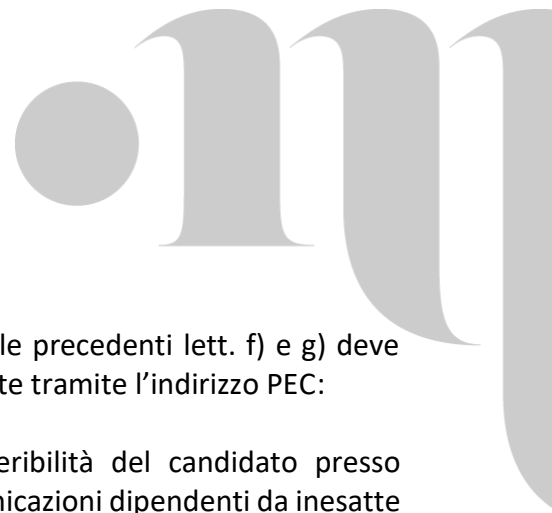 le precedenti lett. f) e g) deve
te tramite l’indirizzo PEC:
eribilità del candidato presso
nicazioni dipendenti da inesatte